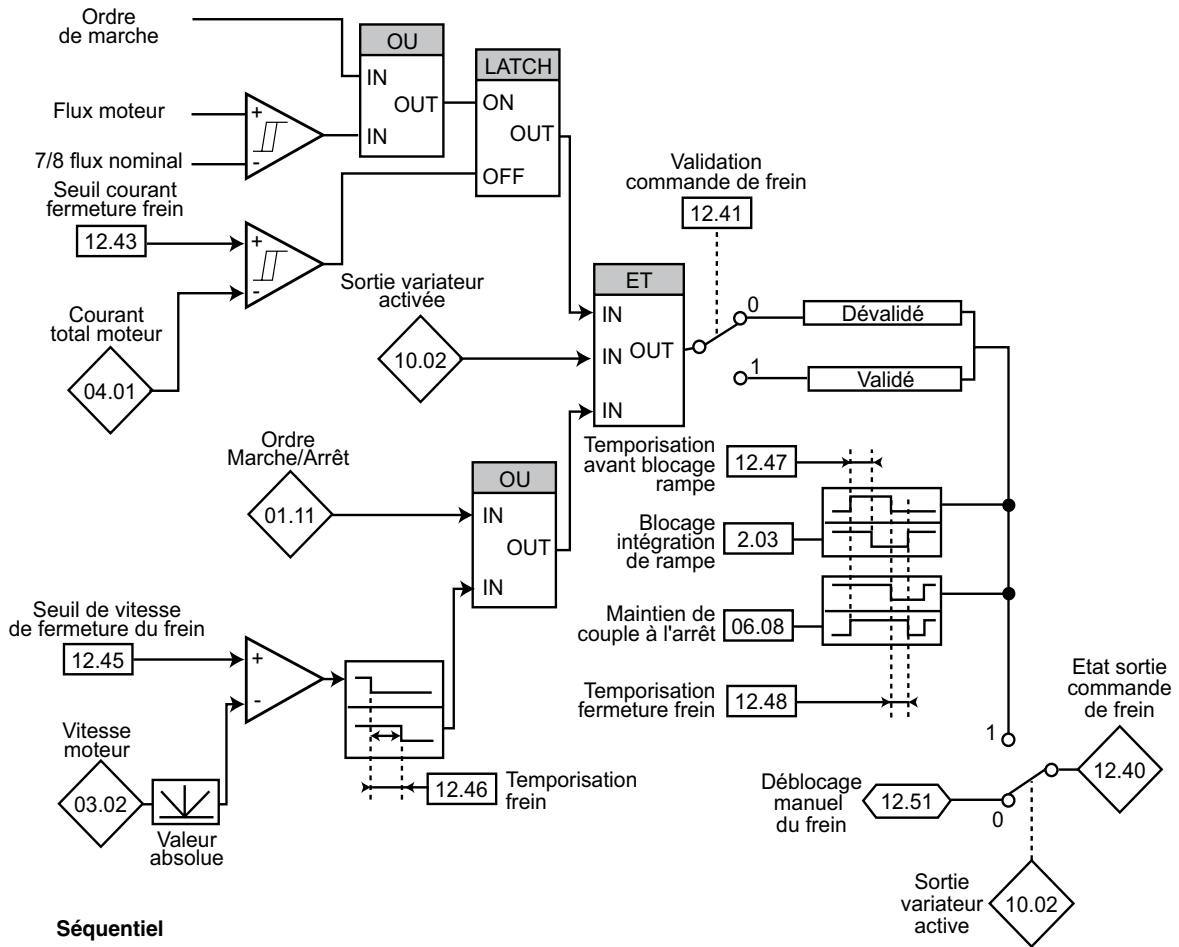 Ordre
de marche
OU
IN
OUT
IN
LATCH
ON
OUT
OFF
Flux moteur
+
-
7/8 flux nominal
Seuil courant
fermeture frein
12.43
+
-
Courant
total moteur
04.01
Sortie variateur
activée
10.02
Validation
commande de frein
12.41
ET
IN
IN
OUT
IN
0
Dévalidé
1
Validé
Ordre
Marche/Arrêt
01.11
OU
IN
OUT
IN
Temporisation
avant blocage
rampe
12.47
Blocage
intégration
de rampe
2.03
Maintien de
couple à l'arrêt
06.08
Temporisation
fermeture frein
12.48
Seuil de vitesse
de fermeture du frein
12.45
+
-
Vitesse
moteur
03.02
Valeur
absolue
12.46
Temporisation
frein
Etat sortie
commande
de frein
12.40
1
0
Déblocage
manuel
du frein
12.51
Sortie
variateur
active
10.02
Séquentiel